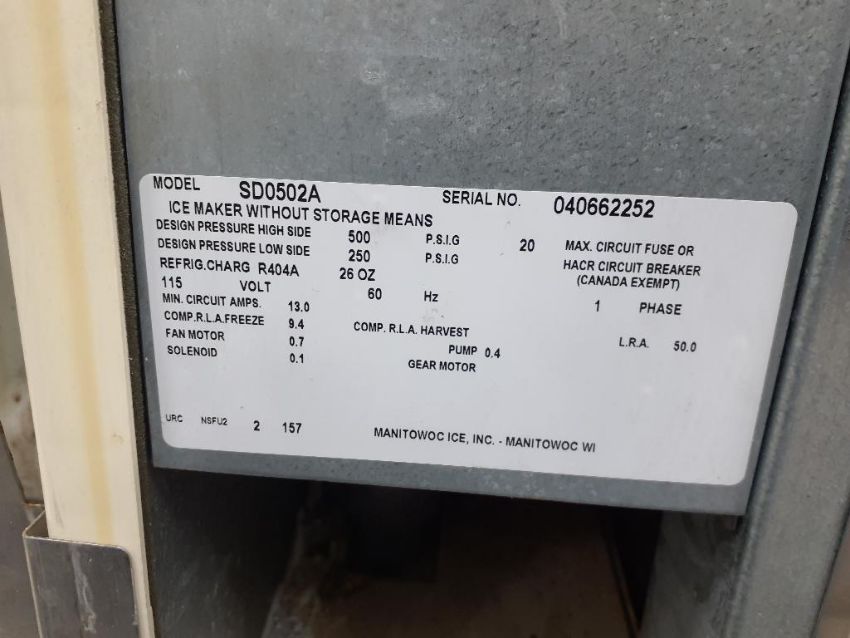 MODEL SD0502A SERIAL NO. 040662252
ICE MAKER WITHOUT STORAGE MEANS
DESIGN PRESSURE HIGH SIDE 500 P.S.I.G 20 MAX. CIRCUIT FUSE OR
DESIGN PRESSURE LOW SIDE 250 P.S.I.G HACR CIRCUIT BREAKER
REFRIG.CHARG R404A 26 OZ (CANADA EXEMPT)
115 VOLT 60 Hz 1 PHASE
MIN. CIRCUIT AMPS. 13.0
COMP.R.L.A.FREEZE 9.4 COMP. R.L.A. HARVEST L.R.A. 50.0
FAN MOTOR 0.7 PUMP 0.4
SOLENOID 0.1 GEAR MOTOR
URC NSFU2 2 157 MANITOWOC ICE, INC. - MANITOWOC WI